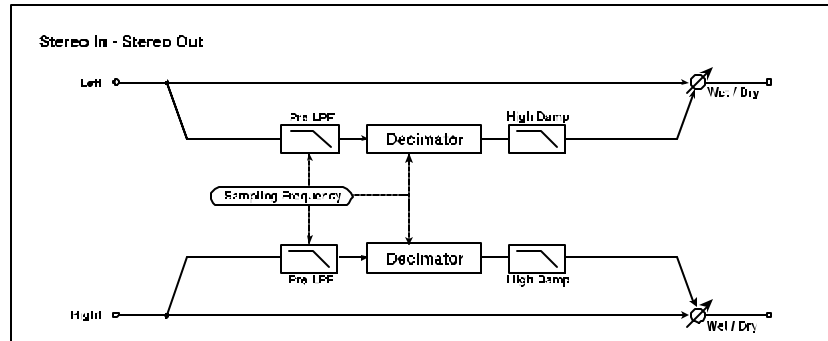 Stereo In - Stereo Out
Left
Wet / Dry
Pre LPF
Decimator
High Damp
Sampling Frequency
Decimator
Pre LPF
High Damp
Right
Wet / Dry